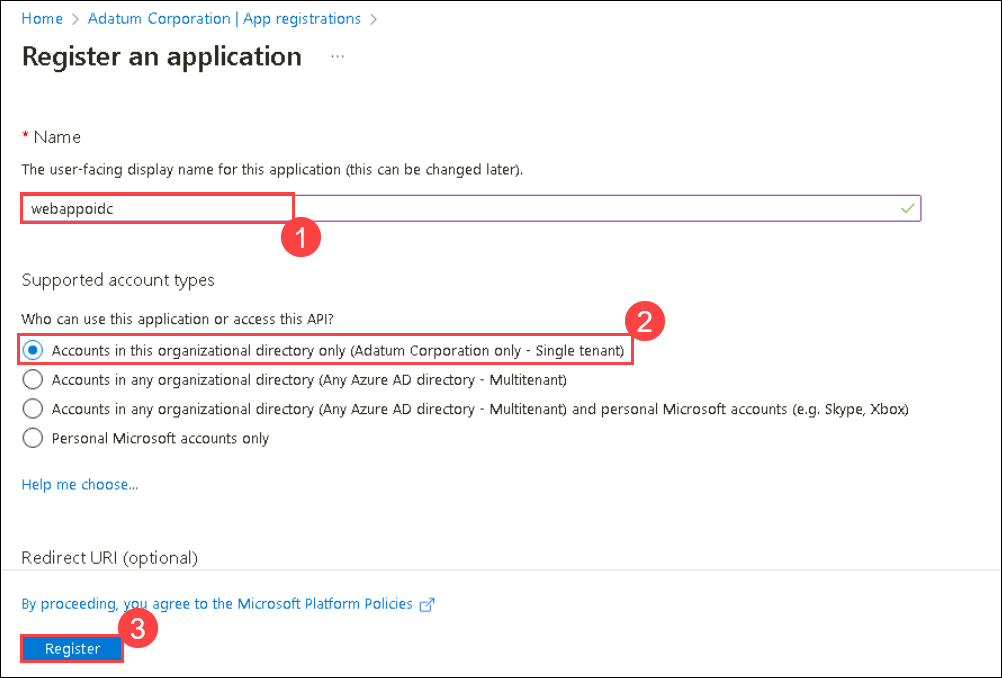 Home > Adatum Corporation | App registrations >
Register an application ...
* Name
The user-facing display name for this application (this can be changed later).
webappoidc
1
Supported account types
Who can use this application or access this API?
2
Accounts in this organizational directory only (Adatum Corporation only - Single tenant)
Accounts in any organizational directory (Any Azure AD directory - Multitenant)
Accounts in any organizational directory (Any Azure AD directory - Multitenant) and personal Microsoft accounts (e.g. Skype, Xbox)
Personal Microsoft accounts only
Help me choose...
Redirect URI (optional)
By proceeding, you agree to the Microsoft Platform Policies
3
Register